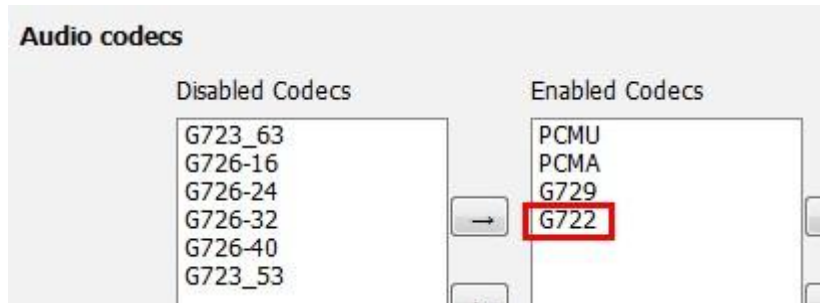 Audio codecs
Disabled Codecs
G723_63
G726-16
G726-24
G726-32
G726-40
G723_53
→
Enabled Codecs
PCMU
PCMA
G729
G722